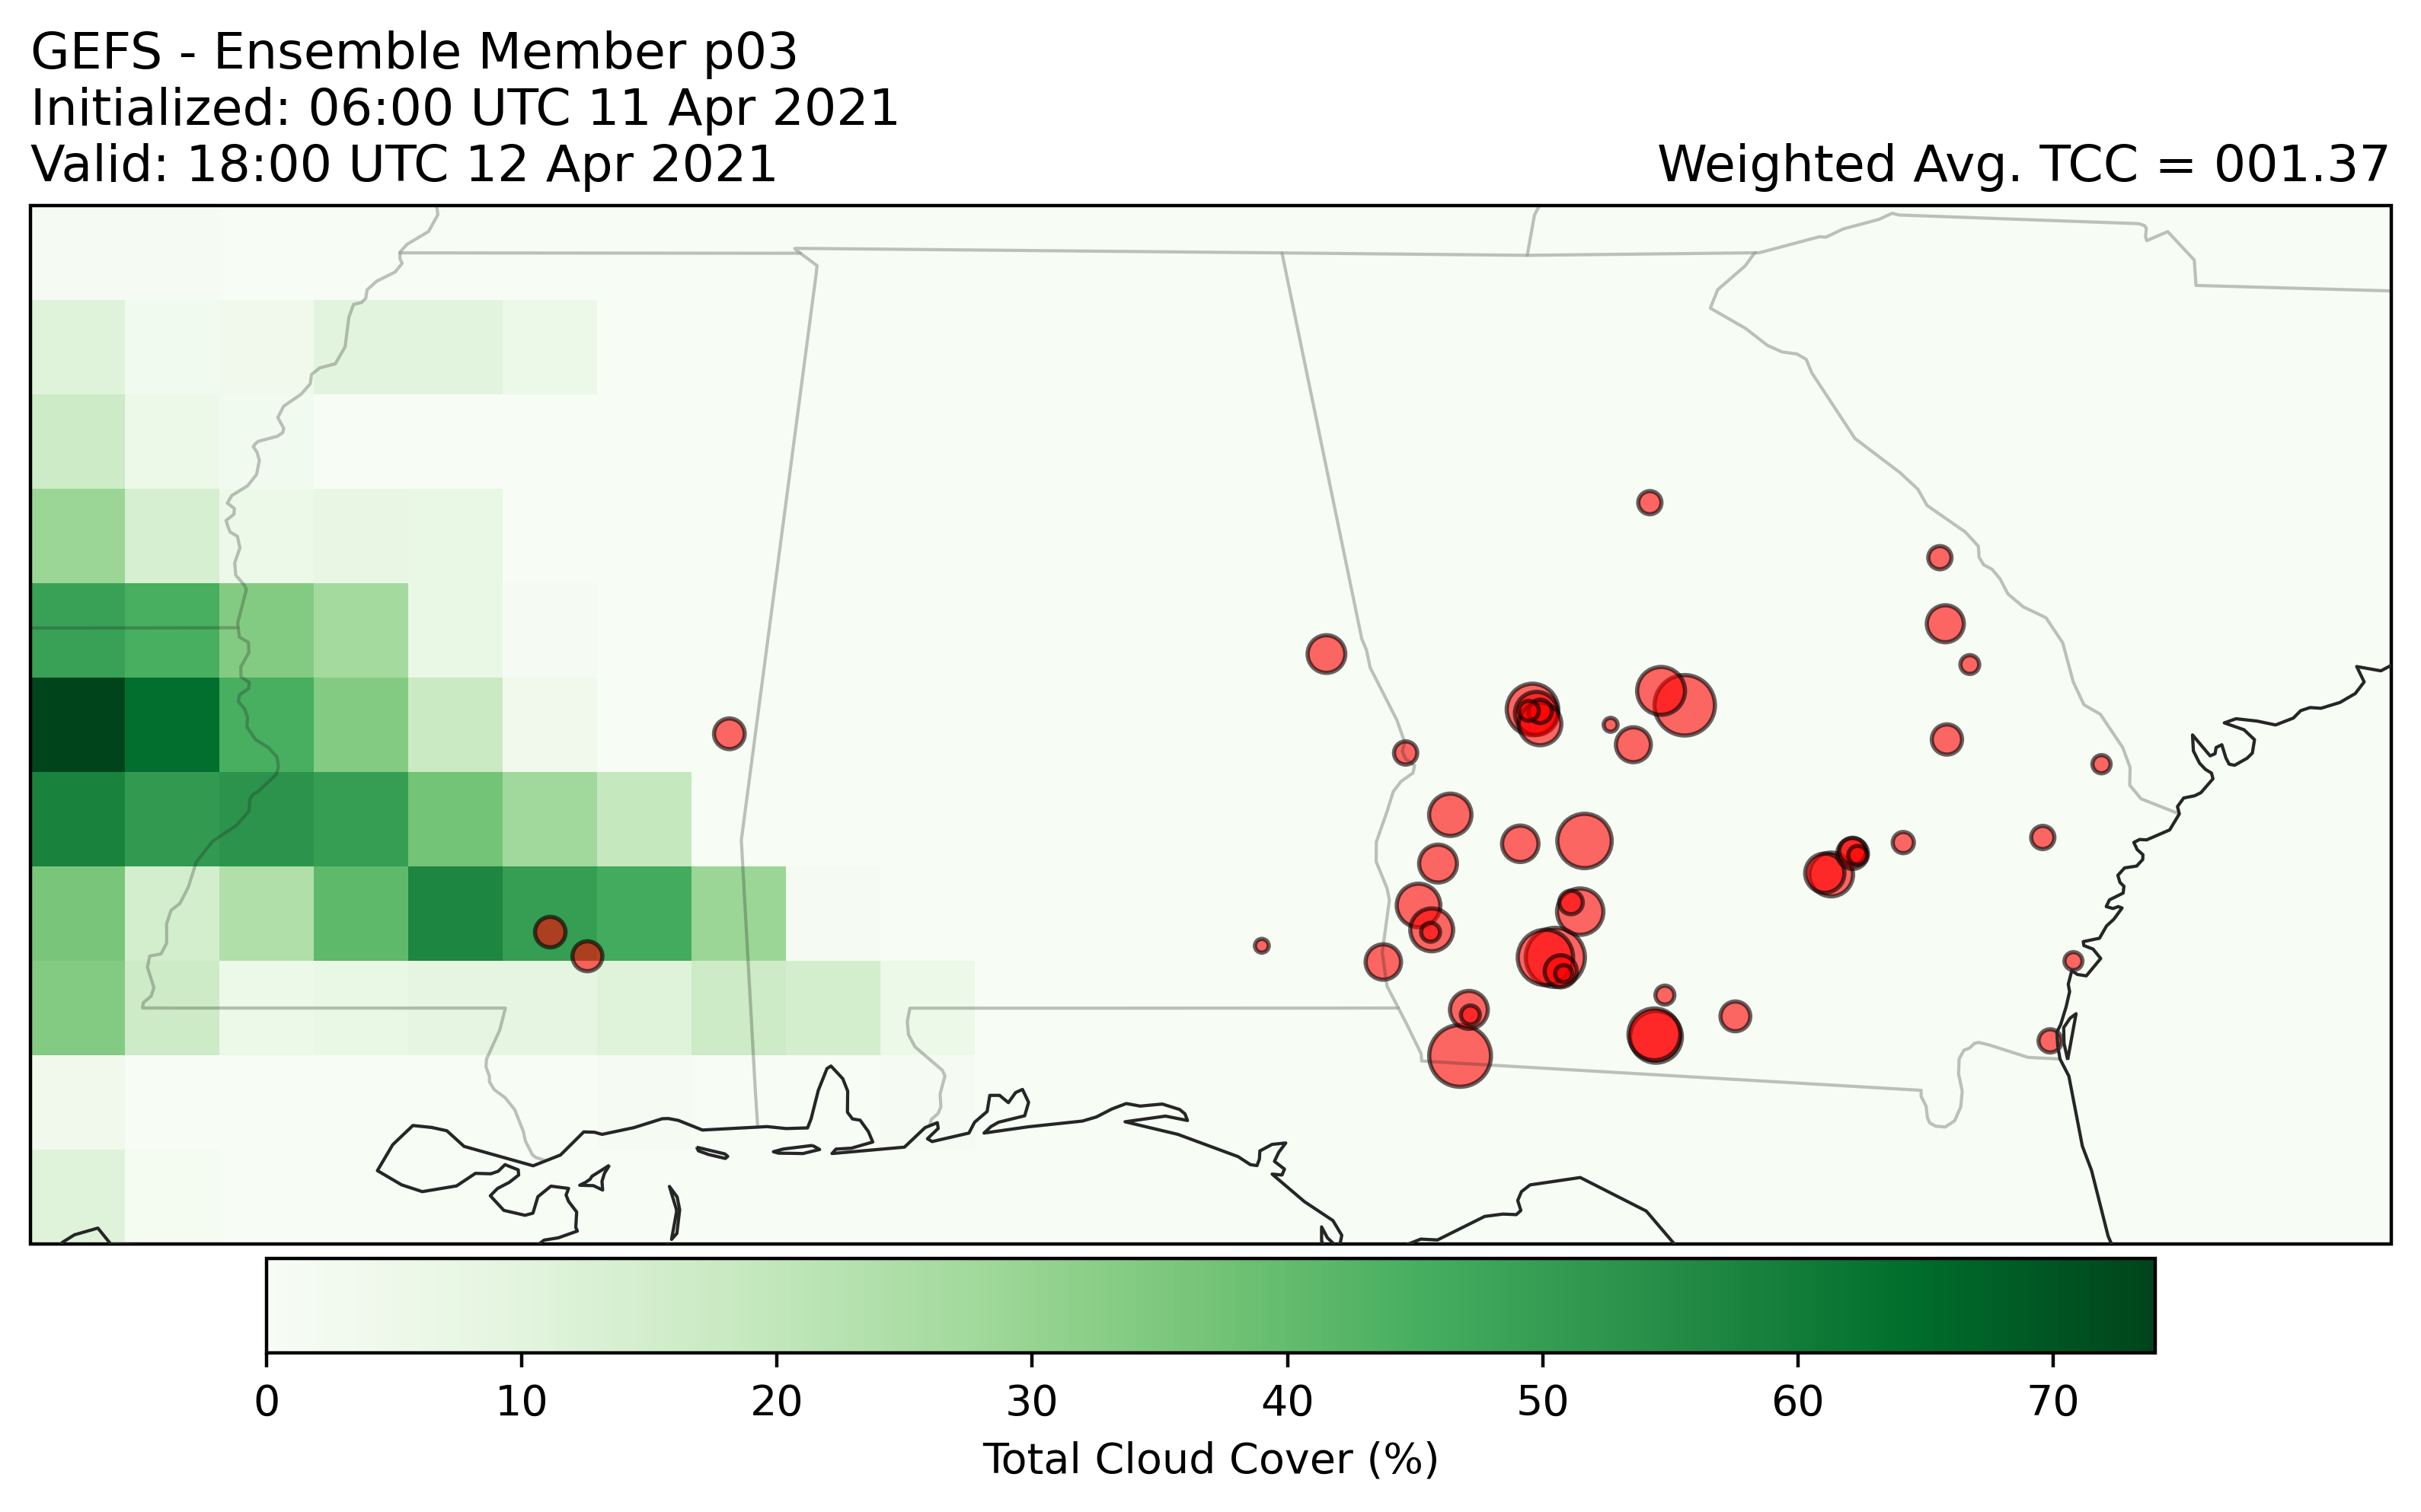 GEFS - Ensemble Member p03
Initialized: 06:00 UTC 11 Apr 2021
Valid: 18:00 UTC 12 Apr 2021
Weighted Avg. TCC = 001.37
0 10 20 30 40 50 60 70
Total Cloud Cover (%)